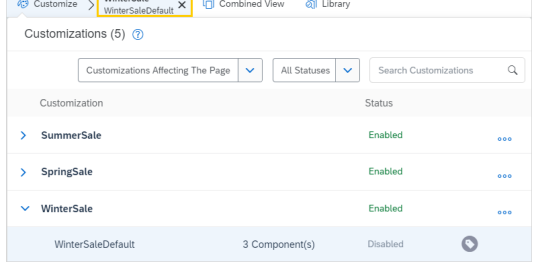 Customize
WinterSale
WinterSaleDefault
Combined View
Library
Customizations (5)
Customizations Affecting The Page
All Statuses
Search Customizations
Customization Status
SummerSale Enabled
SpringSale Enabled
WinterSale Enabled
WinterSaleDefault 3 Component(s) Disabled